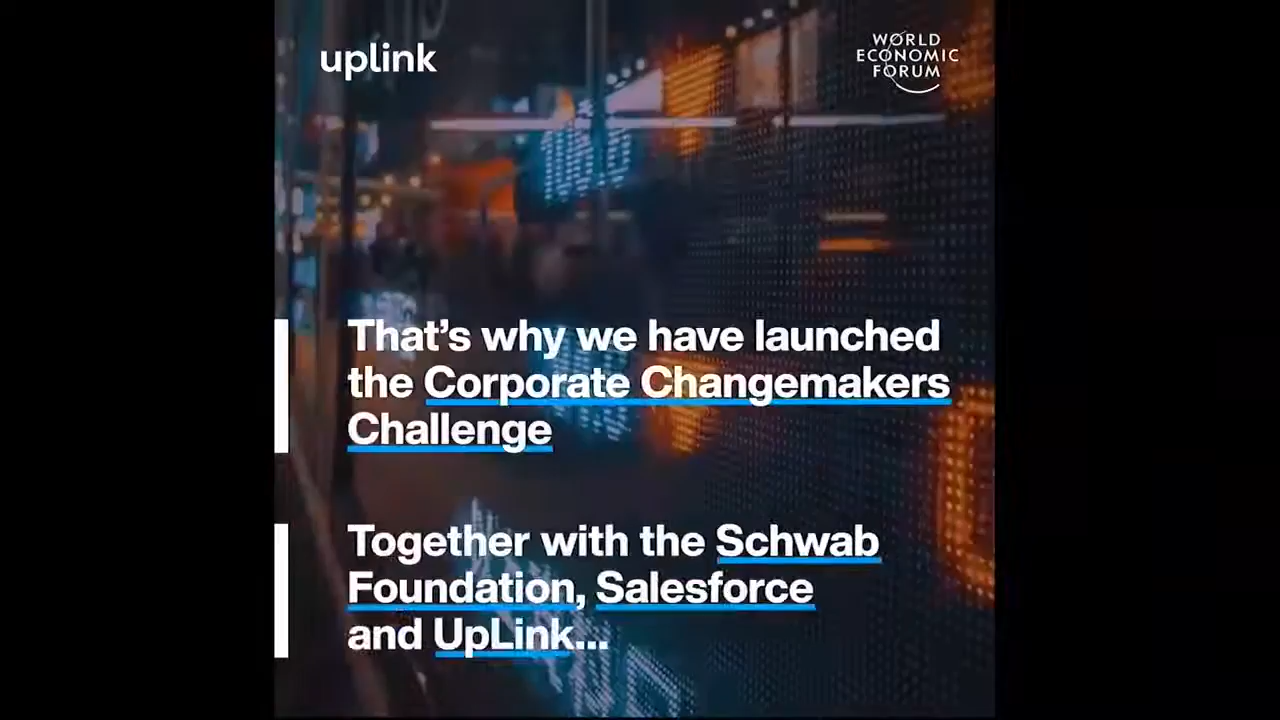 uplink
WORLD
ECONOMIC
FORUM
That’s why we have launched
the Corporate Changemakers
Challenge
Together with the Schwab
Foundation, Salesforce
and UpLink...